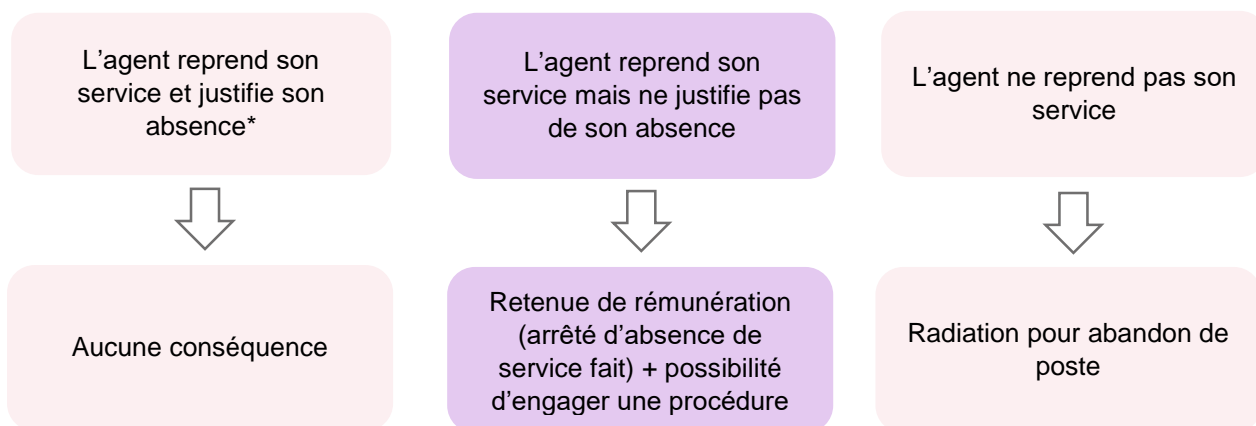 L’agent reprend son
service et justifie son
absence*
L’agent reprend son
service mais ne justifie pas
de son absence
L’agent ne reprend pas son
service
Aucune conséquence
Retenue de rémunération
(arrêté d’absence de
service fait) + possibilité
d’engager une procédure
Radiation pour abandon de
poste